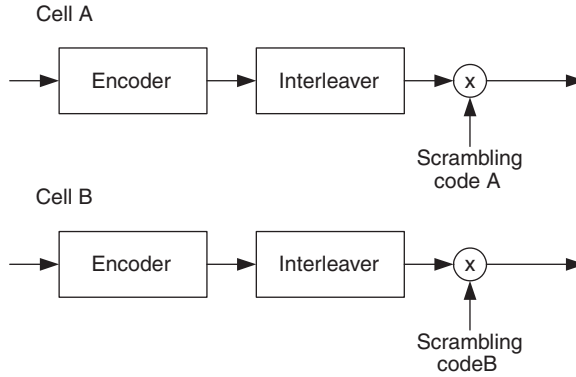 Cell A
Encoder
Interleaver
x
Scrambling
code A
Cell B
Encoder
Interleaver
x
Scrambling
codeB